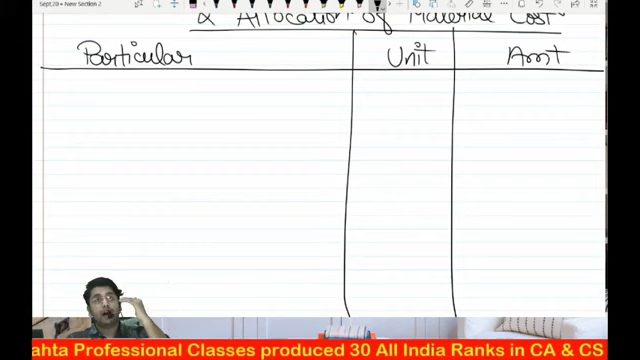 Sept,20 New Section 2
& Allocation of Material Cost
Particular Unit Amt
ahta Professional Classes produced 30 All India Ranks in CA & CS